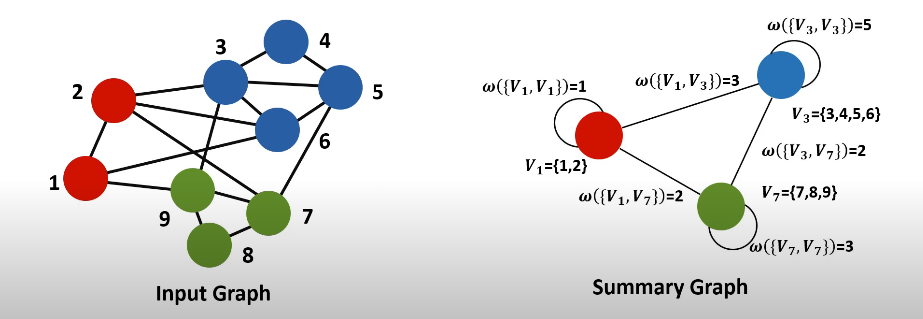 1
2
3
4
5
6
7
8
9
Input Graph
ω({V₃,V₃})=5
ω({V₁,V₁})=1
ω({V₁,V₃})=3
V₃={3,4,5,6}
V₁={1,2}
ω({V₃,V₇})=2
ω({V₁,V₇})=2
V₇={7,8,9}
ω({V₇,V₇})=3
Summary Graph